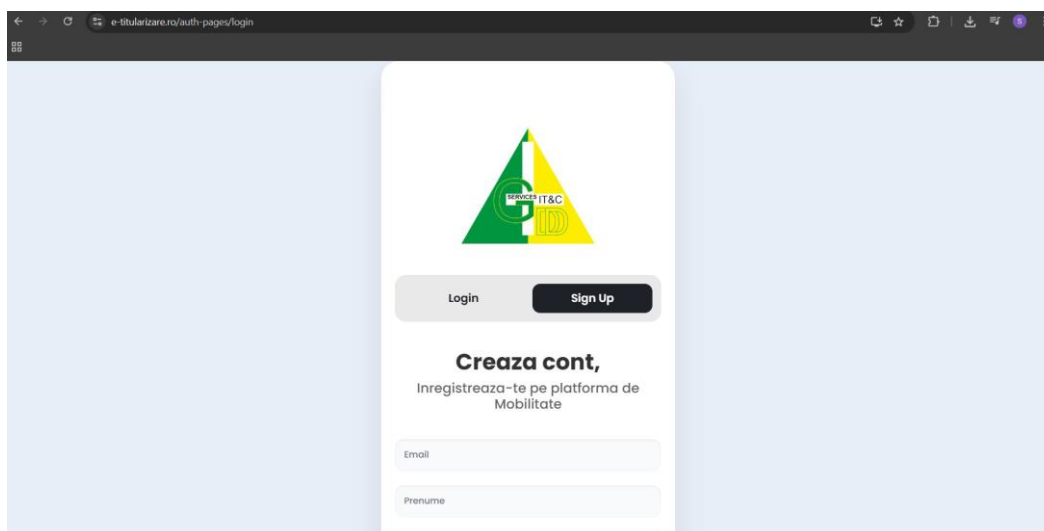 e-titularizare.ro/auth-pages/login
S
G
SERVICES IT&C
DD
Login
Sign Up
Creaza cont,
Inregistreaza-te pe platforma de
Mobilitate
Email
Prenume